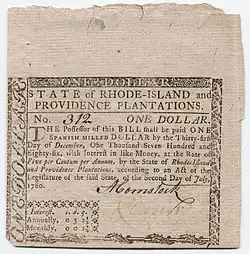 ONE DOLLAR.
STATE of RHODE-ISLAND and
PROVIDENCE PLANTATIONS.
No. 312 ONE DOLLAR.
THE Possessor of this BILL shall be paid ONE
SPANISH MILLED DOLLAR by the Thirty-first
Day of December, One Thousand Seven Hundred and
Eighty-six, with Interest in like Money, at the Rate of
Five per Centum per Annum, by the State of Rhode-Island
and Providence Plantations, according to an Act of the
Legislature of the said State, of the Second Day of July,
1780.
Interest. s. d. q.
Annually.
Monthly.
ONE DOLLAR